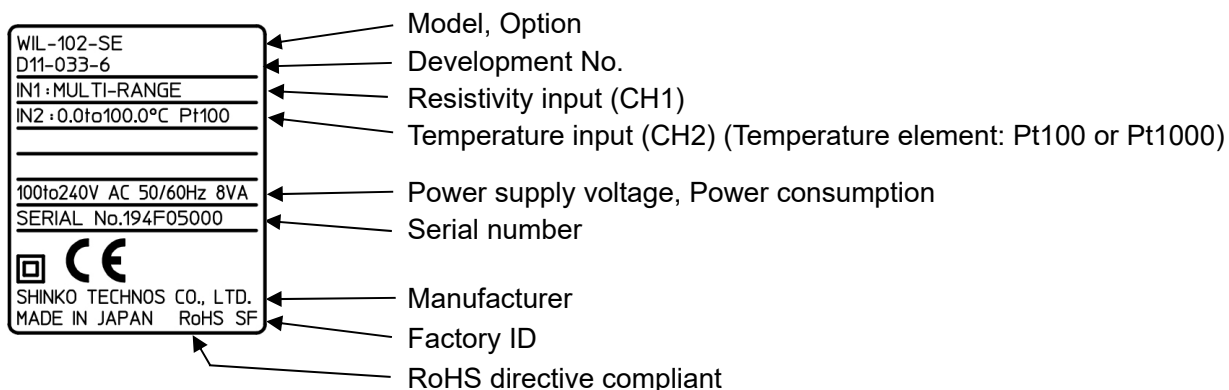 WIL-102-SE
D11-033-6
IN1:MULTI-RANGE
IN2:0.0to100.0°C Pt100
100to240V AC 50/60Hz 8VA
SERIAL No.194F05000
CE
SHINKO TECHNOS CO., LTD.
MADE IN JAPAN RoHS SF
Model, Option
Development No.
Resistivity input (CH1)
Temperature input (CH2) (Temperature element: Pt100 or Pt1000)
Power supply voltage, Power consumption
Serial number
Manufacturer
Factory ID
RoHS directive compliant